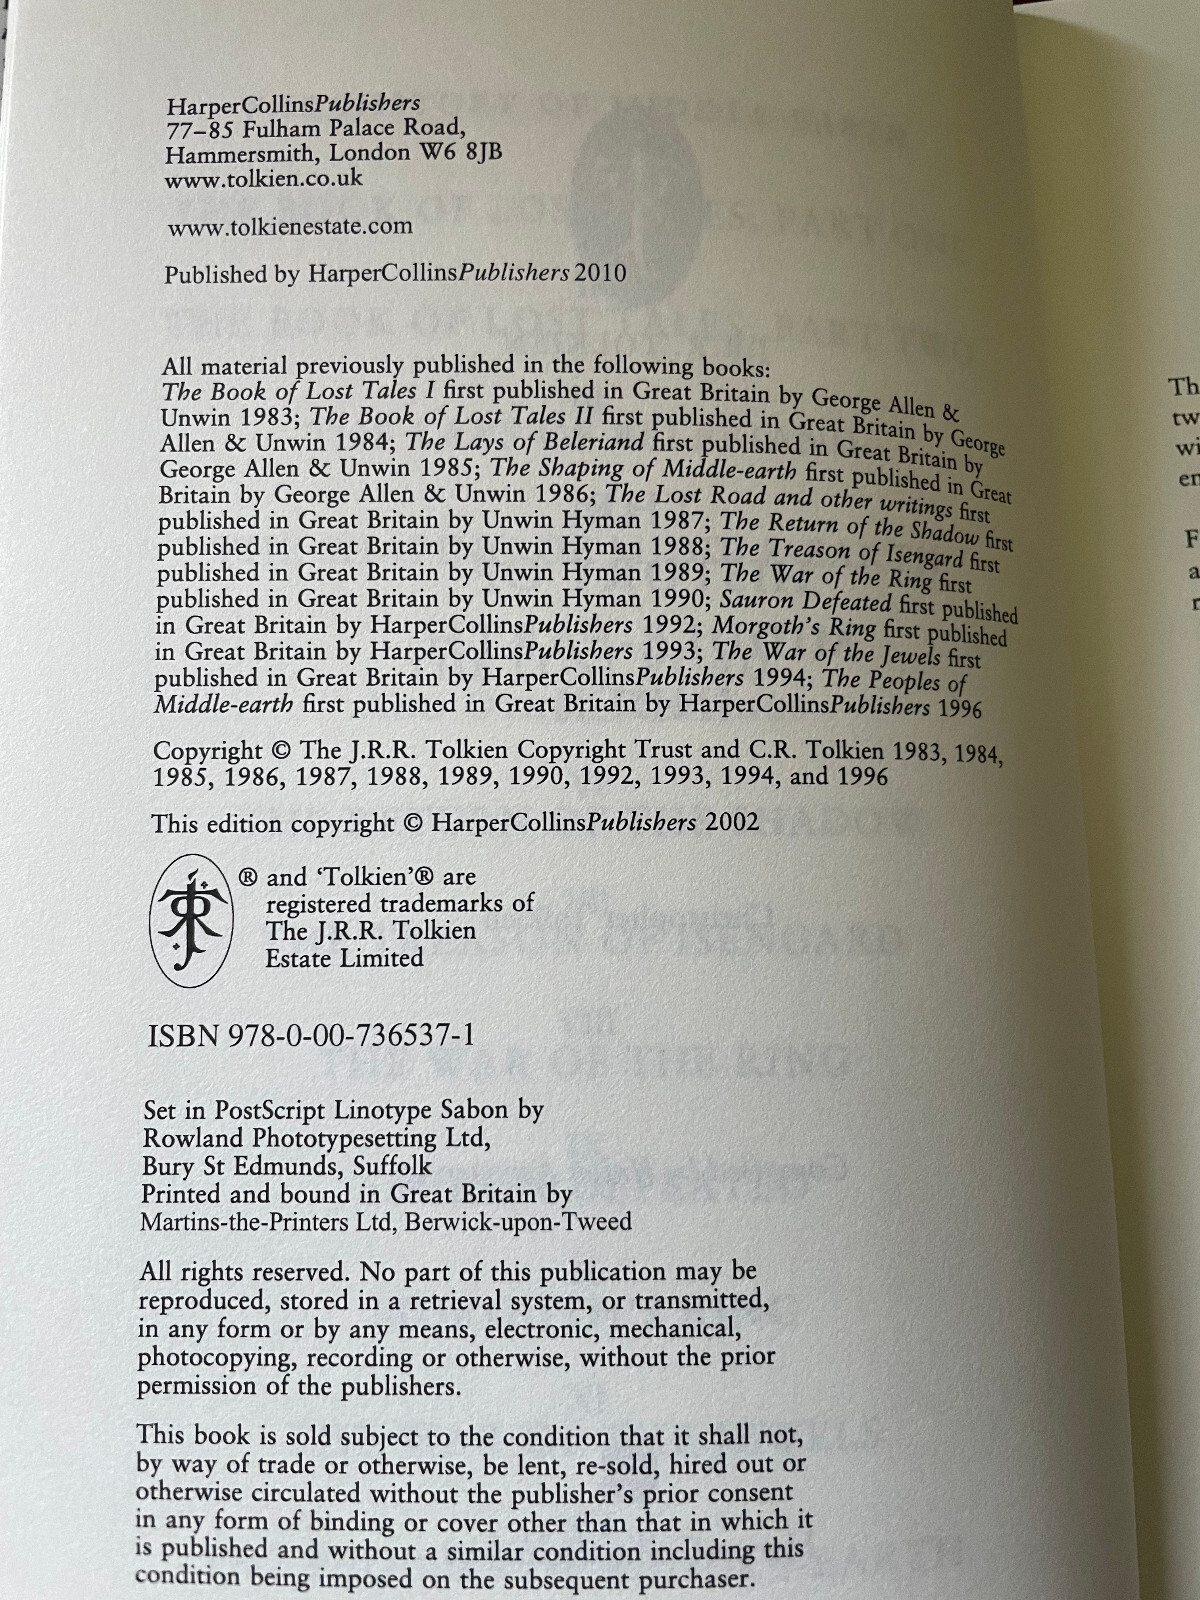 HarperCollinsPublishers
77–85 Fulham Palace Road,
Hammersmith, London W6 8JB
www.tolkien.co.uk
www.tolkienestate.com
Published by HarperCollinsPublishers 2010
All material previously published in the following books:
The Book of Lost Tales I first published in Great Britain by George Allen &
Unwin 1983; The Book of Lost Tales II first published in Great Britain by George
Allen & Unwin 1984; The Lays of Beleriand first published in Great Britain by
George Allen & Unwin 1985; The Shaping of Middle-earth first published in Great
Britain by George Allen & Unwin 1986; The Lost Road and other writings first
published in Great Britain by Unwin Hyman 1987; The Return of the Shadow first
published in Great Britain by Unwin Hyman 1988; The Treason of Isengard first
published in Great Britain by Unwin Hyman 1989; The War of the Ring first
published in Great Britain by Unwin Hyman 1990; Sauron Defeated first published
in Great Britain by HarperCollinsPublishers 1992; Morgoth's Ring first published
in Great Britain by HarperCollinsPublishers 1993; The War of the Jewels first
published in Great Britain by HarperCollinsPublishers 1994; The Peoples of
Middle-earth first published in Great Britain by HarperCollinsPublishers 1996
Copyright © The J.R.R. Tolkien Copyright Trust and C.R. Tolkien 1983, 1984,
1985, 1986, 1987, 1988, 1989, 1990, 1992, 1993, 1994, and 1996
This edition copyright © HarperCollinsPublishers 2002
® and ‘Tolkien’® are
registered trademarks of
The J.R.R. Tolkien
Estate Limited
ISBN 978-0-00-736537-1
Set in PostScript Linotype Sabon by
Rowland Phototypesetting Ltd,
Bury St Edmunds, Suffolk
Printed and bound in Great Britain by
Martins-the-Printers Ltd, Berwick-upon-Tweed
All rights reserved. No part of this publication may be
reproduced, stored in a retrieval system, or transmitted,
in any form or by any means, electronic, mechanical,
photocopying, recording or otherwise, without the prior
permission of the publishers.
This book is sold subject to the condition that it shall not,
by way of trade or otherwise, be lent, re-sold, hired out or
otherwise circulated without the publisher's prior consent
in any form of binding or cover other than that in which it
is published and without a similar condition including this
condition being imposed on the subsequent purchaser.